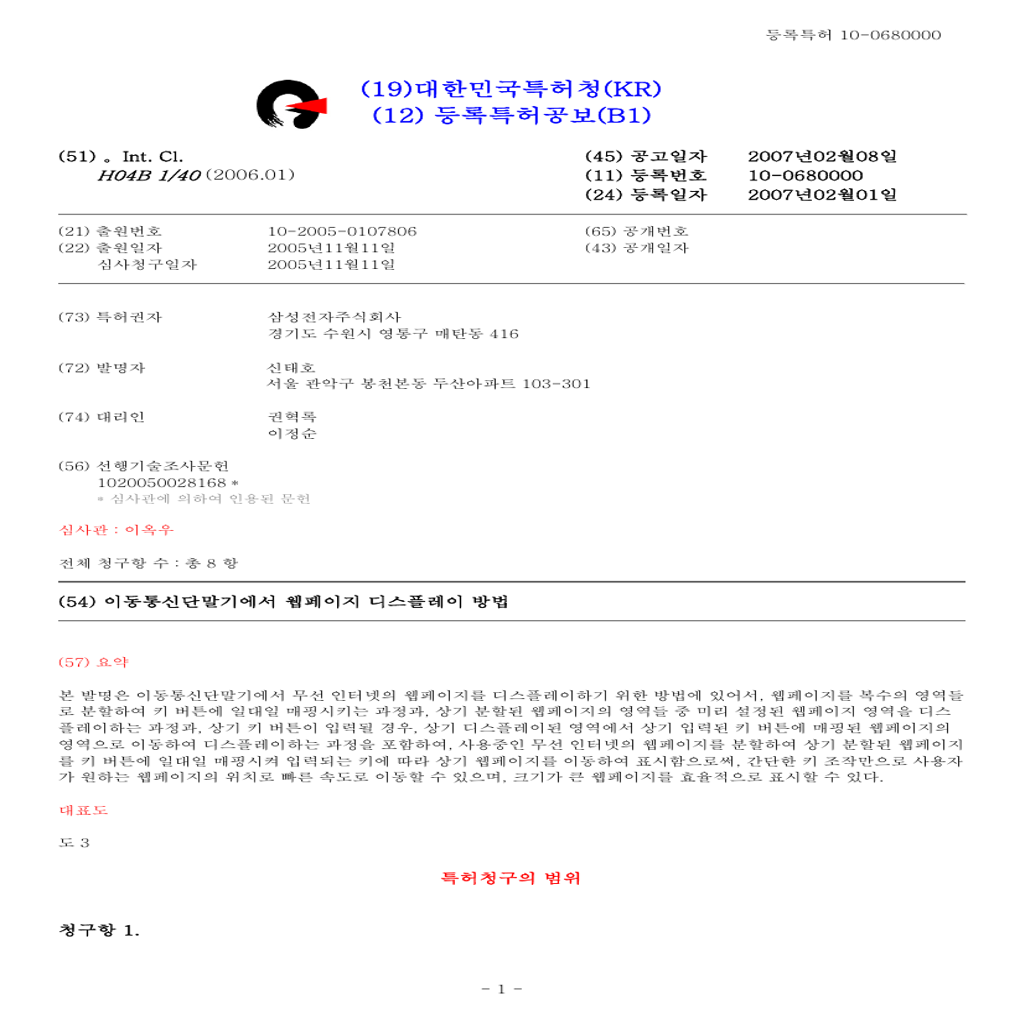 등록특허 10-0680000
(19)대한민국특허청(KR)
(12) 등록특허공보(B1)
(51) 。Int. Cl.
H04B 1/40 (2006.01)
(45) 공고일자 2007년02월08일
(11) 등록번호 10-0680000
(24) 등록일자 2007년02월01일
(21) 출원번호 10-2005-0107806
(22) 출원일자 2005년11월11일
심사청구일자 2005년11월11일
(65) 공개번호
(43) 공개일자
(73) 특허권자 삼성전자주식회사
경기도 수원시 영통구 매탄동 416
(72) 발명자 신태호
서울 관악구 봉천본동 두산아파트 103-301
(74) 대리인 권혁록
이정순
(56) 선행기술조사문헌
1020050028168 *
* 심사관에 의하여 인용된 문헌
심사관 : 이옥우
전체 청구항 수 : 총 8 항
(54) 이동통신단말기에서 웹페이지 디스플레이 방법
(57) 요약
본 발명은 이동통신단말기에서 무선 인터넷의 웹페이지를 디스플레이하기 위한 방법에 있어서, 웹페이지를 복수의 영역들
로 분할하여 키 버튼에 일대일 매핑시키는 과정과, 상기 분할된 웹페이지의 영역들 중 미리 설정된 웹페이지 영역을 디스
플레이하는 과정과, 상기 키 버튼이 입력될 경우, 상기 디스플레이된 영역에서 상기 입력된 키 버튼에 매핑된 웹페이지의
영역으로 이동하여 디스플레이하는 과정을 포함하여, 사용중인 무선 인터넷의 웹페이지를 분할하여 상기 분할된 웹페이지
를 키 버튼에 일대일 매핑시켜 입력되는 키에 따라 상기 웹페이지를 이동하여 표시함으로써, 간단한 키 조작만으로 사용자
가 원하는 웹페이지의 위치로 빠른 속도로 이동할 수 있으며, 크기가 큰 웹페이지를 효율적으로 표시할 수 있다.
대표도
도 3
특허청구의 범위
청구항 1.
- 1 -